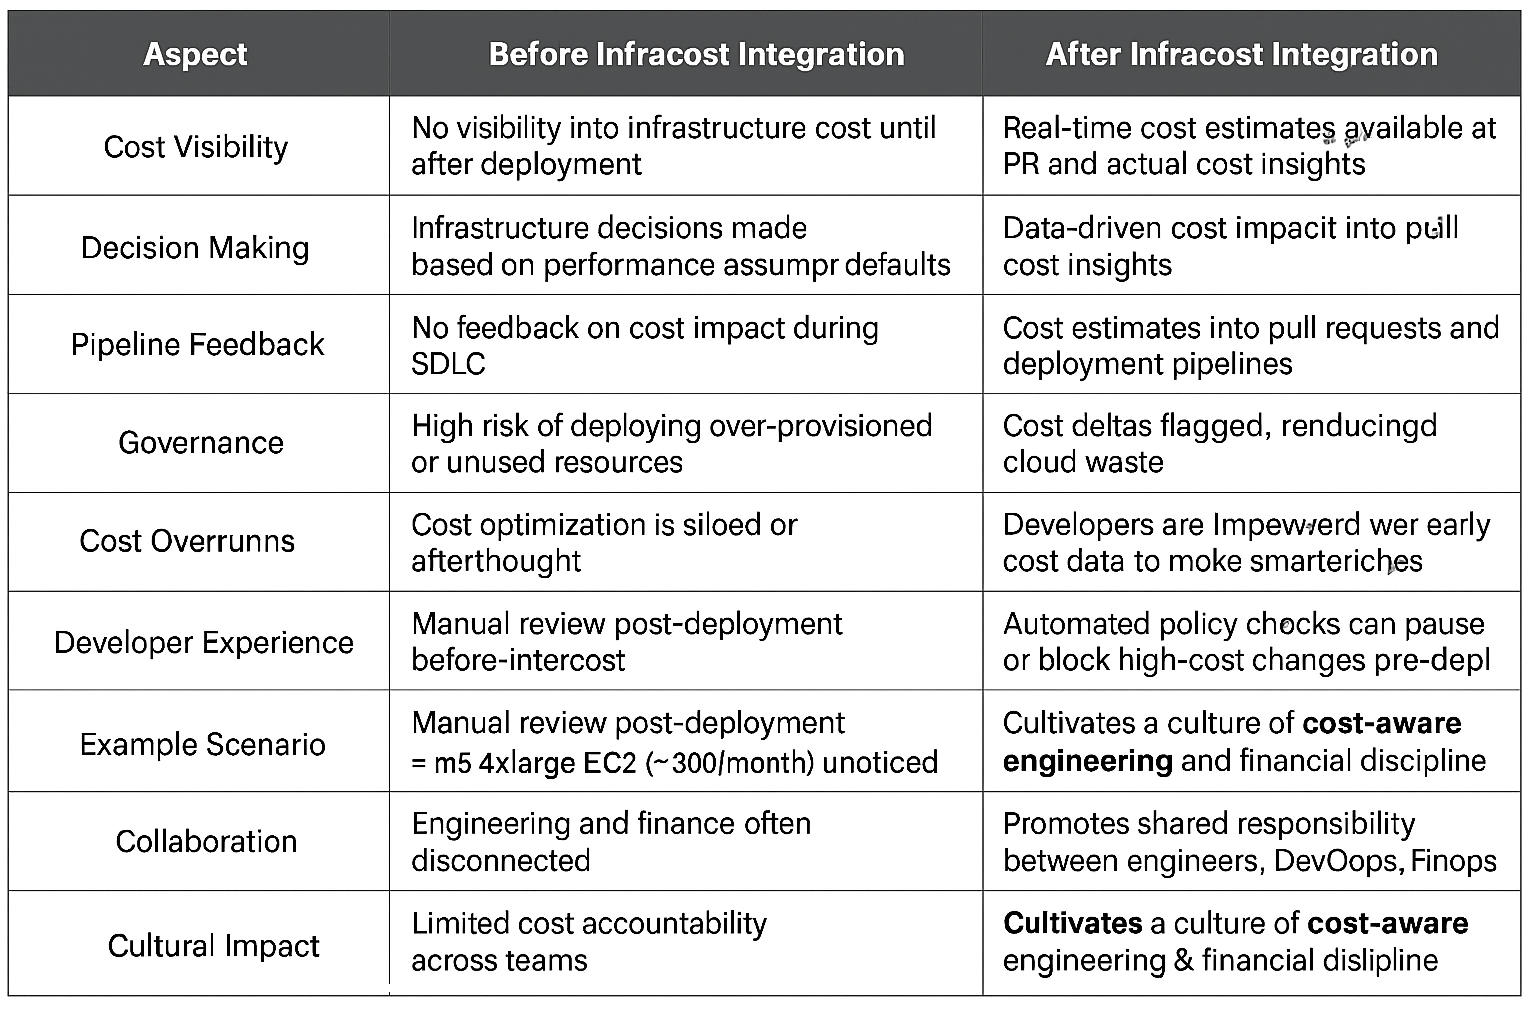 Aspect
Before Infracost Integration
After Infracost Integration
Cost Visibility
No visibility into infrastructure cost until
after deployment
Real-time cost estimates available at
PR and actual cost insights
Decision Making
Infrastructure decisions made
based on performance assumpr defaults
Data-driven cost impacit into pull
cost insights
Pipeline Feedback
No feedback on cost impact during
SDLC
Cost estimates into pull requests and
deployment pipelines
Governance
High risk of deploying over-provisioned
or unused resources
Cost deltas flagged, renducingd
cloud waste
Cost Overrunns
Cost optimization is siloed or
afterthought
Developers are wer early
cost data to moke smarteriches
Developer Experience
Manual review post-deployment
before-intercost
Automated policy chocks can pause
or block high-cost changes pre-depl
Example Scenario
Manual review post-deployment
= m5 4xlarge EC2 (~300/month) unoticed
Cultivates a culture of cost-aware
engineering and financial discipline
Collaboration
Engineering and finance often
disconnected
Promotes shared responsibility
between engineers, DevOops, Finops
Cultural Impact
Limited cost accountability
across teams
Cultivates a culture of cost-aware
engineering & financial dislipline